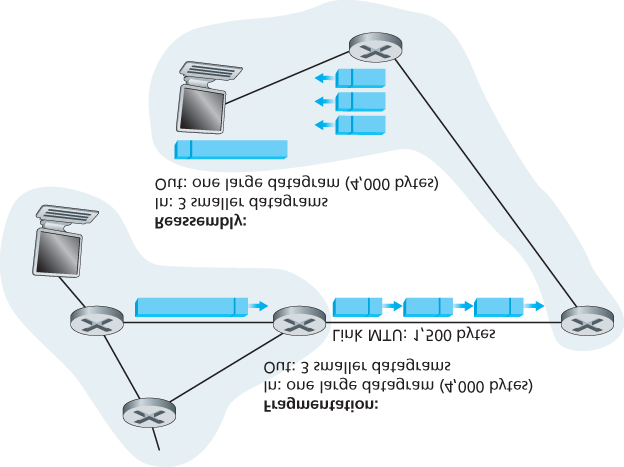 Fragmentation:
In: one large datagram (4,000 bytes)
Out: 3 smaller datagrams
Link MTU: 1,500 bytes
Reassembly:
In: 3 smaller datagrams
Out: one large datagram (4,000 bytes)